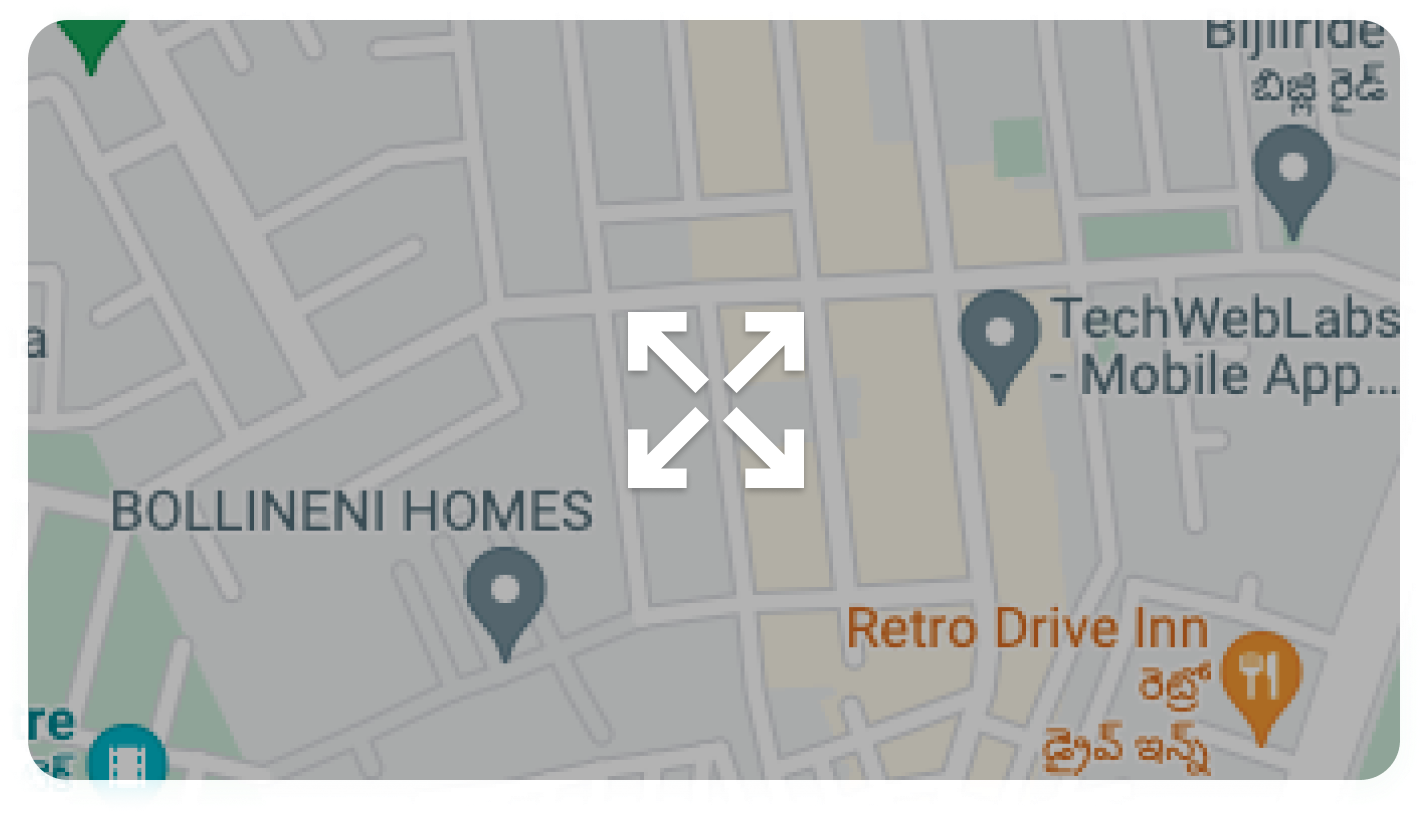 Bijliride
బిజ్లీ రైడ్
TechWebLabs
- Mobile App...
a
BOLLINENI HOMES
Retro Drive Inn
రెట్రో
డ్రైవ్ ఇన్న్
re